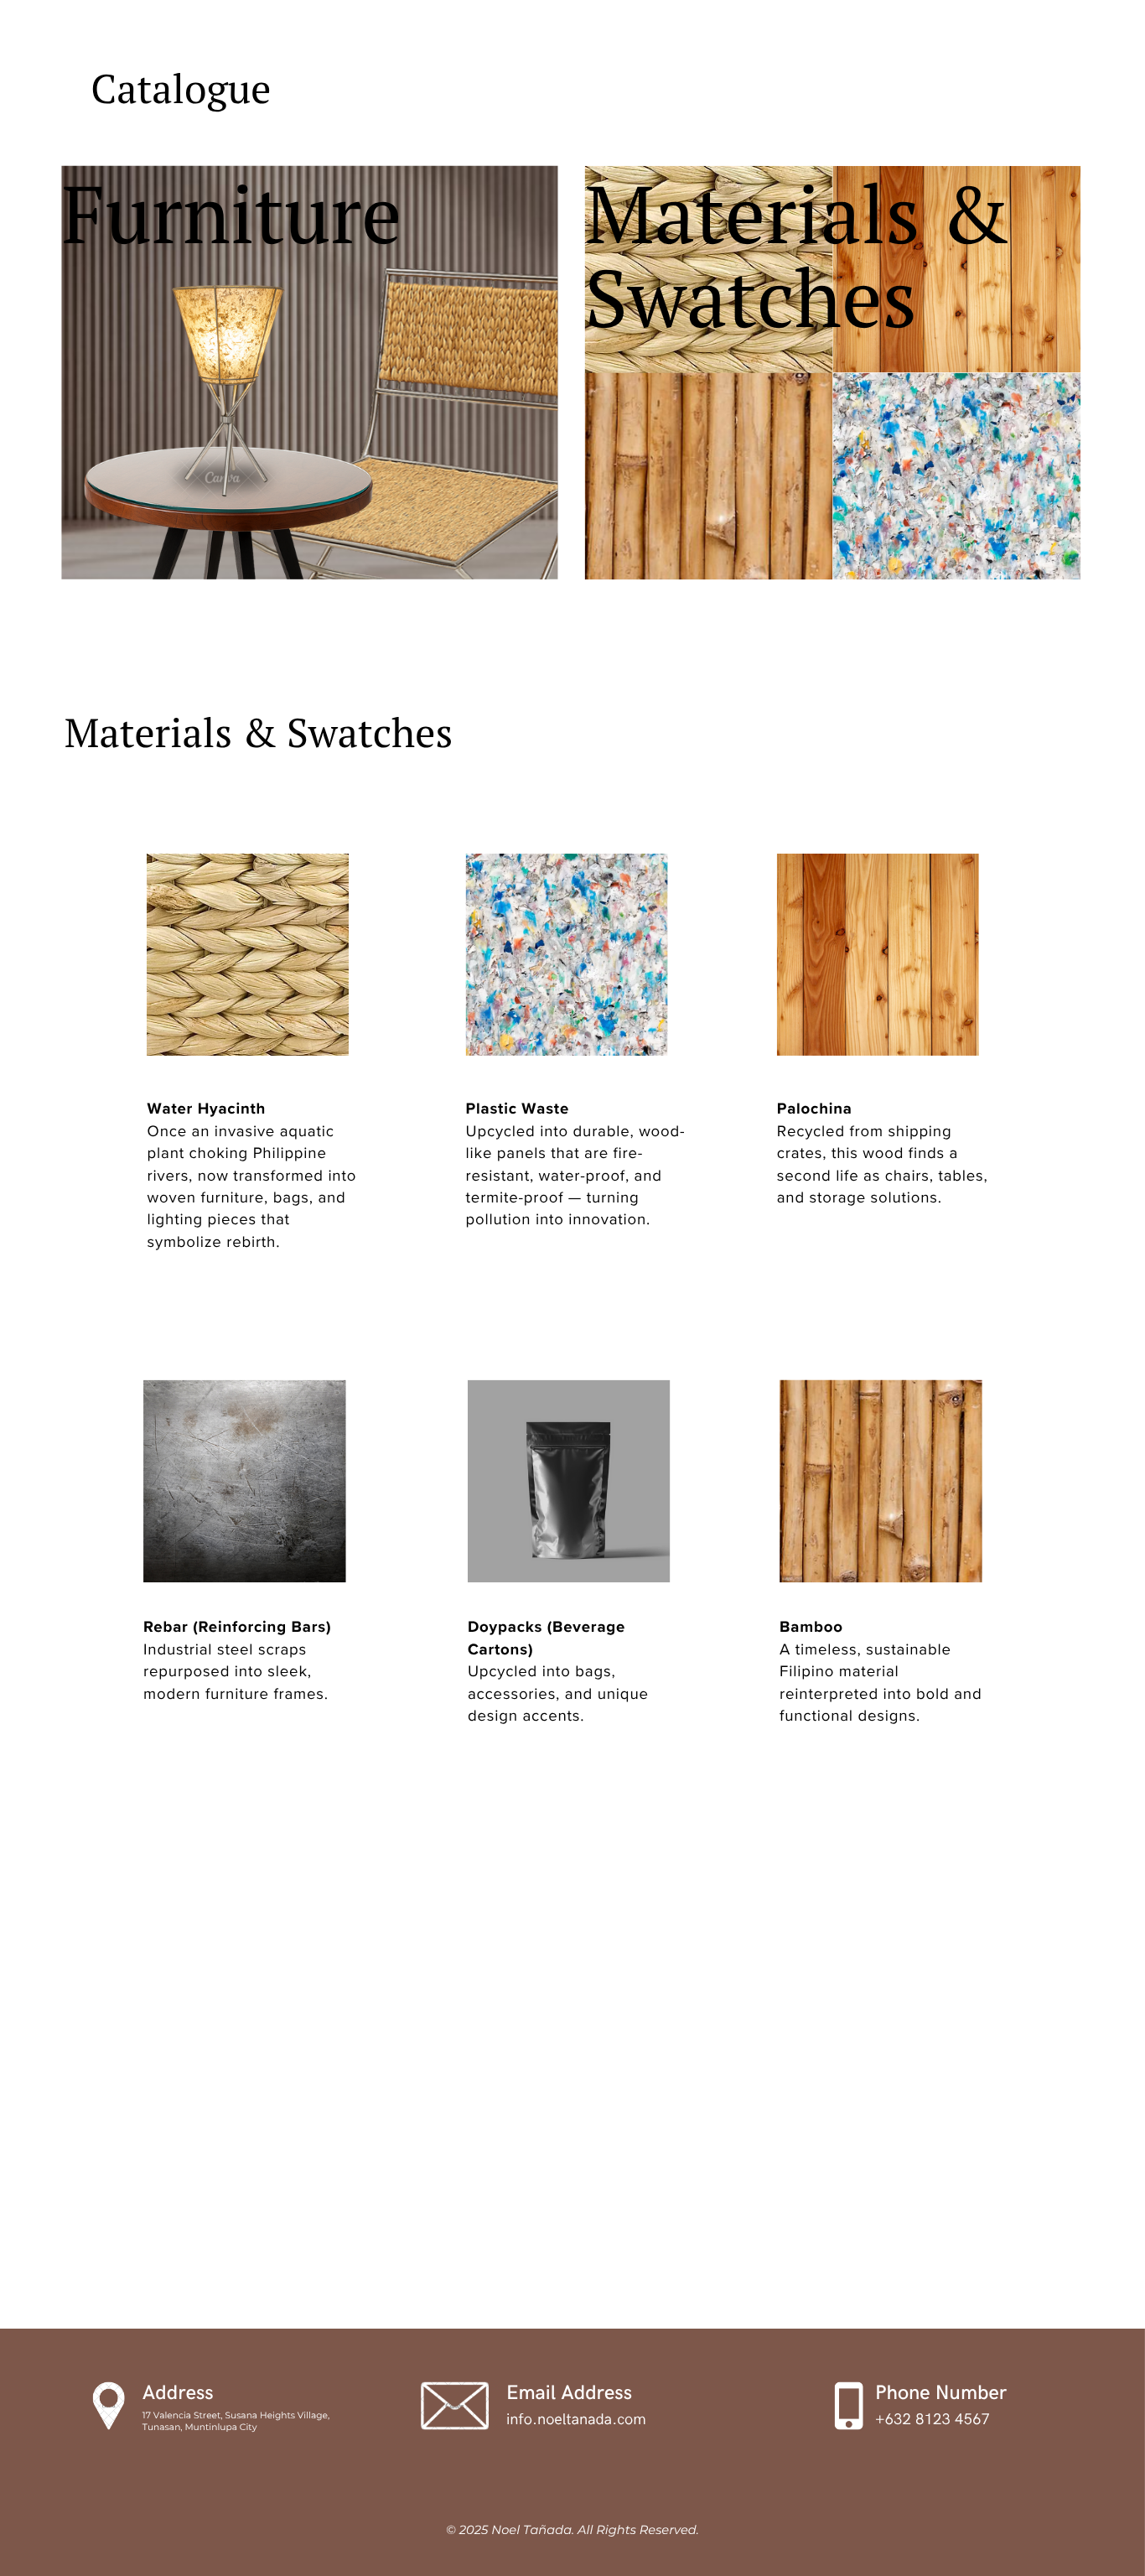 Catalogue
Furniture
Materials &
Swatches
Canva
Materials & Swatches
Water Hyacinth
Once an invasive aquatic
plant choking Philippine
rivers, now transformed into
woven furniture, bags, and
lighting pieces that
symbolize rebirth.
Plastic Waste
Upcycled into durable, wood-
like panels that are fire-
resistant, water-proof, and
termite-proof — turning
pollution into innovation.
Palochina
Recycled from shipping
crates, this wood finds a
second life as chairs, tables,
and storage solutions.
Rebar (Reinforcing Bars)
Industrial steel scraps
repurposed into sleek,
modern furniture frames.
Doypacks (Beverage
Cartons)
Upcycled into bags,
accessories, and unique
design accents.
Bamboo
A timeless, sustainable
Filipino material
reinterpreted into bold and
functional designs.
Address
17 Valencia Street, Susana Heights Village,
Tunasan, Muntinlupa City
Email Address
info.noeltanada.com
Phone Number
+632 8123 4567
© 2025 Noel Tañada. All Rights Reserved.